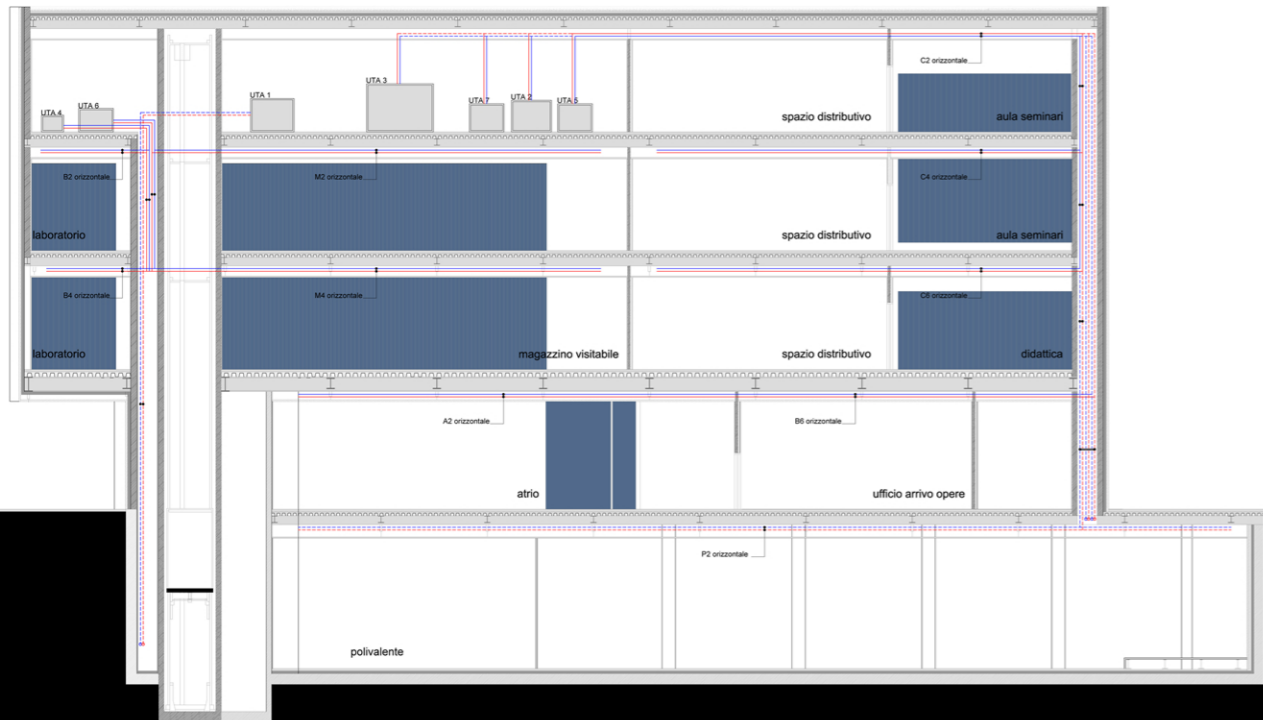 C2 orizzontale
UTA 3
UTA 1
UTA 7
UTA 2
UTA 5
UTA 6
UTA 4
spazio distributivo
aula seminari
B2 orizzontale
M2 orizzontale
C4 orizzontale
laboratorio
spazio distributivo
aula seminari
B4 orizzontale
M4 orizzontale
C6 orizzontale
laboratorio
magazzino visitabile
spazio distributivo
didattica
A2 orizzontale
B6 orizzontale
atrio
ufficio arrivo opere
P2 orizzontale
polivalente